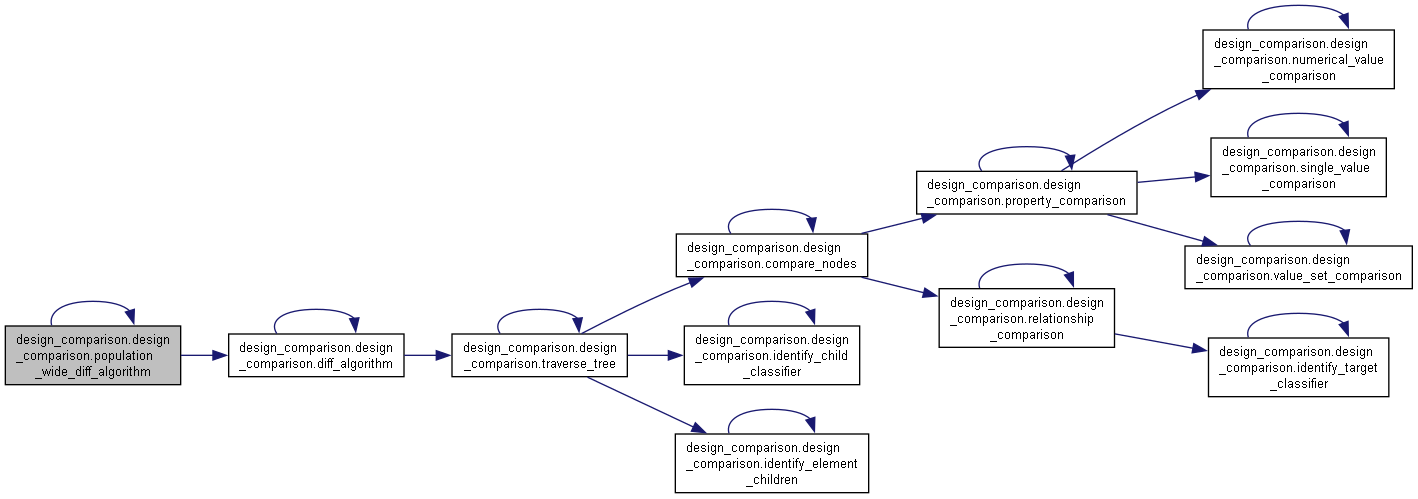 design_comparison.design
_comparison.population
_wide_diff_algorithm
design_comparison.design
_comparison.diff_algorithm
design_comparison.design
_comparison.traverse_tree
design_comparison.design
_comparison.compare_nodes
design_comparison.design
_comparison.identify_child
_classifier
design_comparison.design
_comparison.identify_element
_children
design_comparison.design
_comparison.property_comparison
design_comparison.design
_comparison.relationship
_comparison
design_comparison.design
_comparison.numerical_value
_comparison
design_comparison.design
_comparison.single_value
_comparison
design_comparison.design
_comparison.value_set_comparison
design_comparison.design
_comparison.identify_target
_classifier